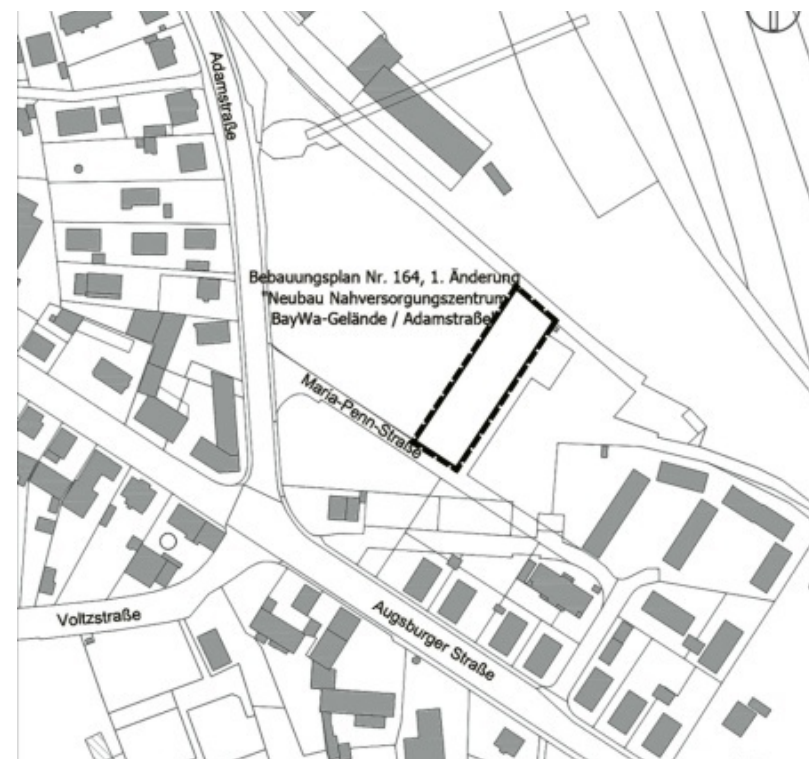 Adamstraße
Bebauungsplan Nr. 164, 1. Änderung
"Neubau Nahversorgungszentrum
BayWa-Gelände / Adamstraße"
Maria-Penn-Straße
Voltzstraße
Augsburger Straße